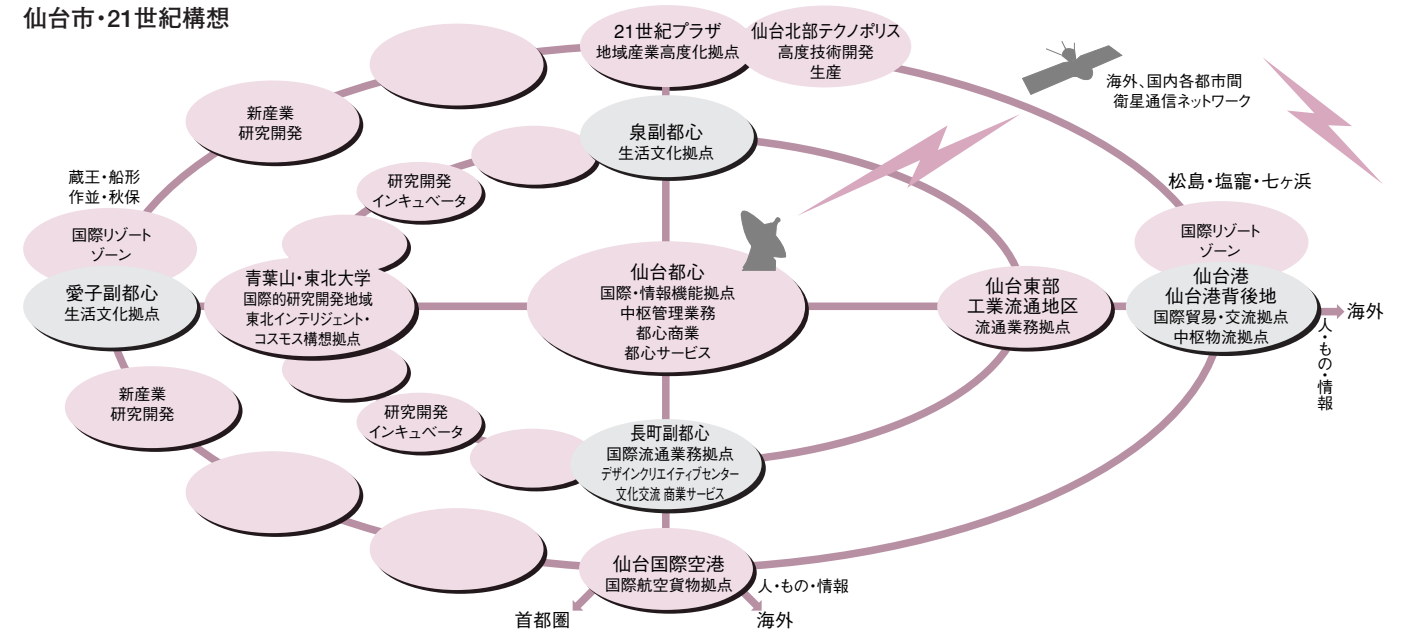 仙台市・21世紀構想
21世紀プラザ
地域産業高度化拠点
仙台北部テクノポリス
高度技術開発
生産
海外、国内各都市間
衛星通信ネットワーク
新産業
研究開発
泉副都心
生活文化拠点
研究開発
インキュベータ
蔵王・船形
作並・秋保
国際リゾート
ゾーン
愛子副都心
生活文化拠点
青葉山・東北大学
国際的研究開発地域
東北インテリジェント・
コスモス構想拠点
仙台都心
国際・情報機能拠点
中枢管理業務
都心商業
都心サービス
仙台東部
工業流通地区
流通業務拠点
松島・塩竈・七ヶ浜
国際リゾート
ゾーン
仙台港
仙台港背後地
国際貿易・交流拠点
中枢物流拠点
海外
人・もの・情報
新産業
研究開発
研究開発
インキュベータ
長町副都心
国際流通業務拠点
デザインクリエイティブセンター
文化交流 商業サービス
仙台国際空港
国際航空貨物拠点
人・もの・情報
首都圏
海外